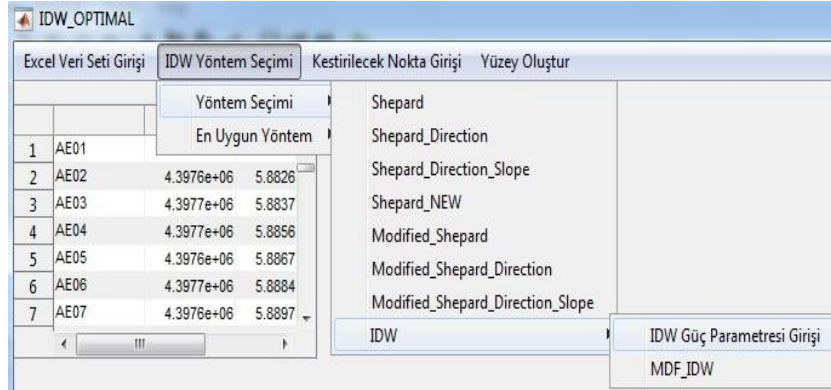 IDW_OPTIMAL
Excel Veri Seti Girişi IDW Yöntem Seçimi Kestirilecek Nokta Girişi Yüzey Oluştur
Yöntem Seçimi
En Uygun Yöntem
Shepard
Shepard_Direction
Shepard_Direction_Slope
Shepard_NEW
Modified_Shepard
Modified_Shepard_Direction
Modified_Shepard_Direction_Slope
IDW
IDW Güç Parametresi Girişi
MDF_IDW
1 AE01
2 AE02 4.3976e+06 5.8826
3 AE03 4.3977e+06 5.8837
4 AE04 4.3977e+06 5.8856
5 AE05 4.3976e+06 5.8867
6 AE06 4.3977e+06 5.8884
7 AE07 4.3976e+06 5.8897